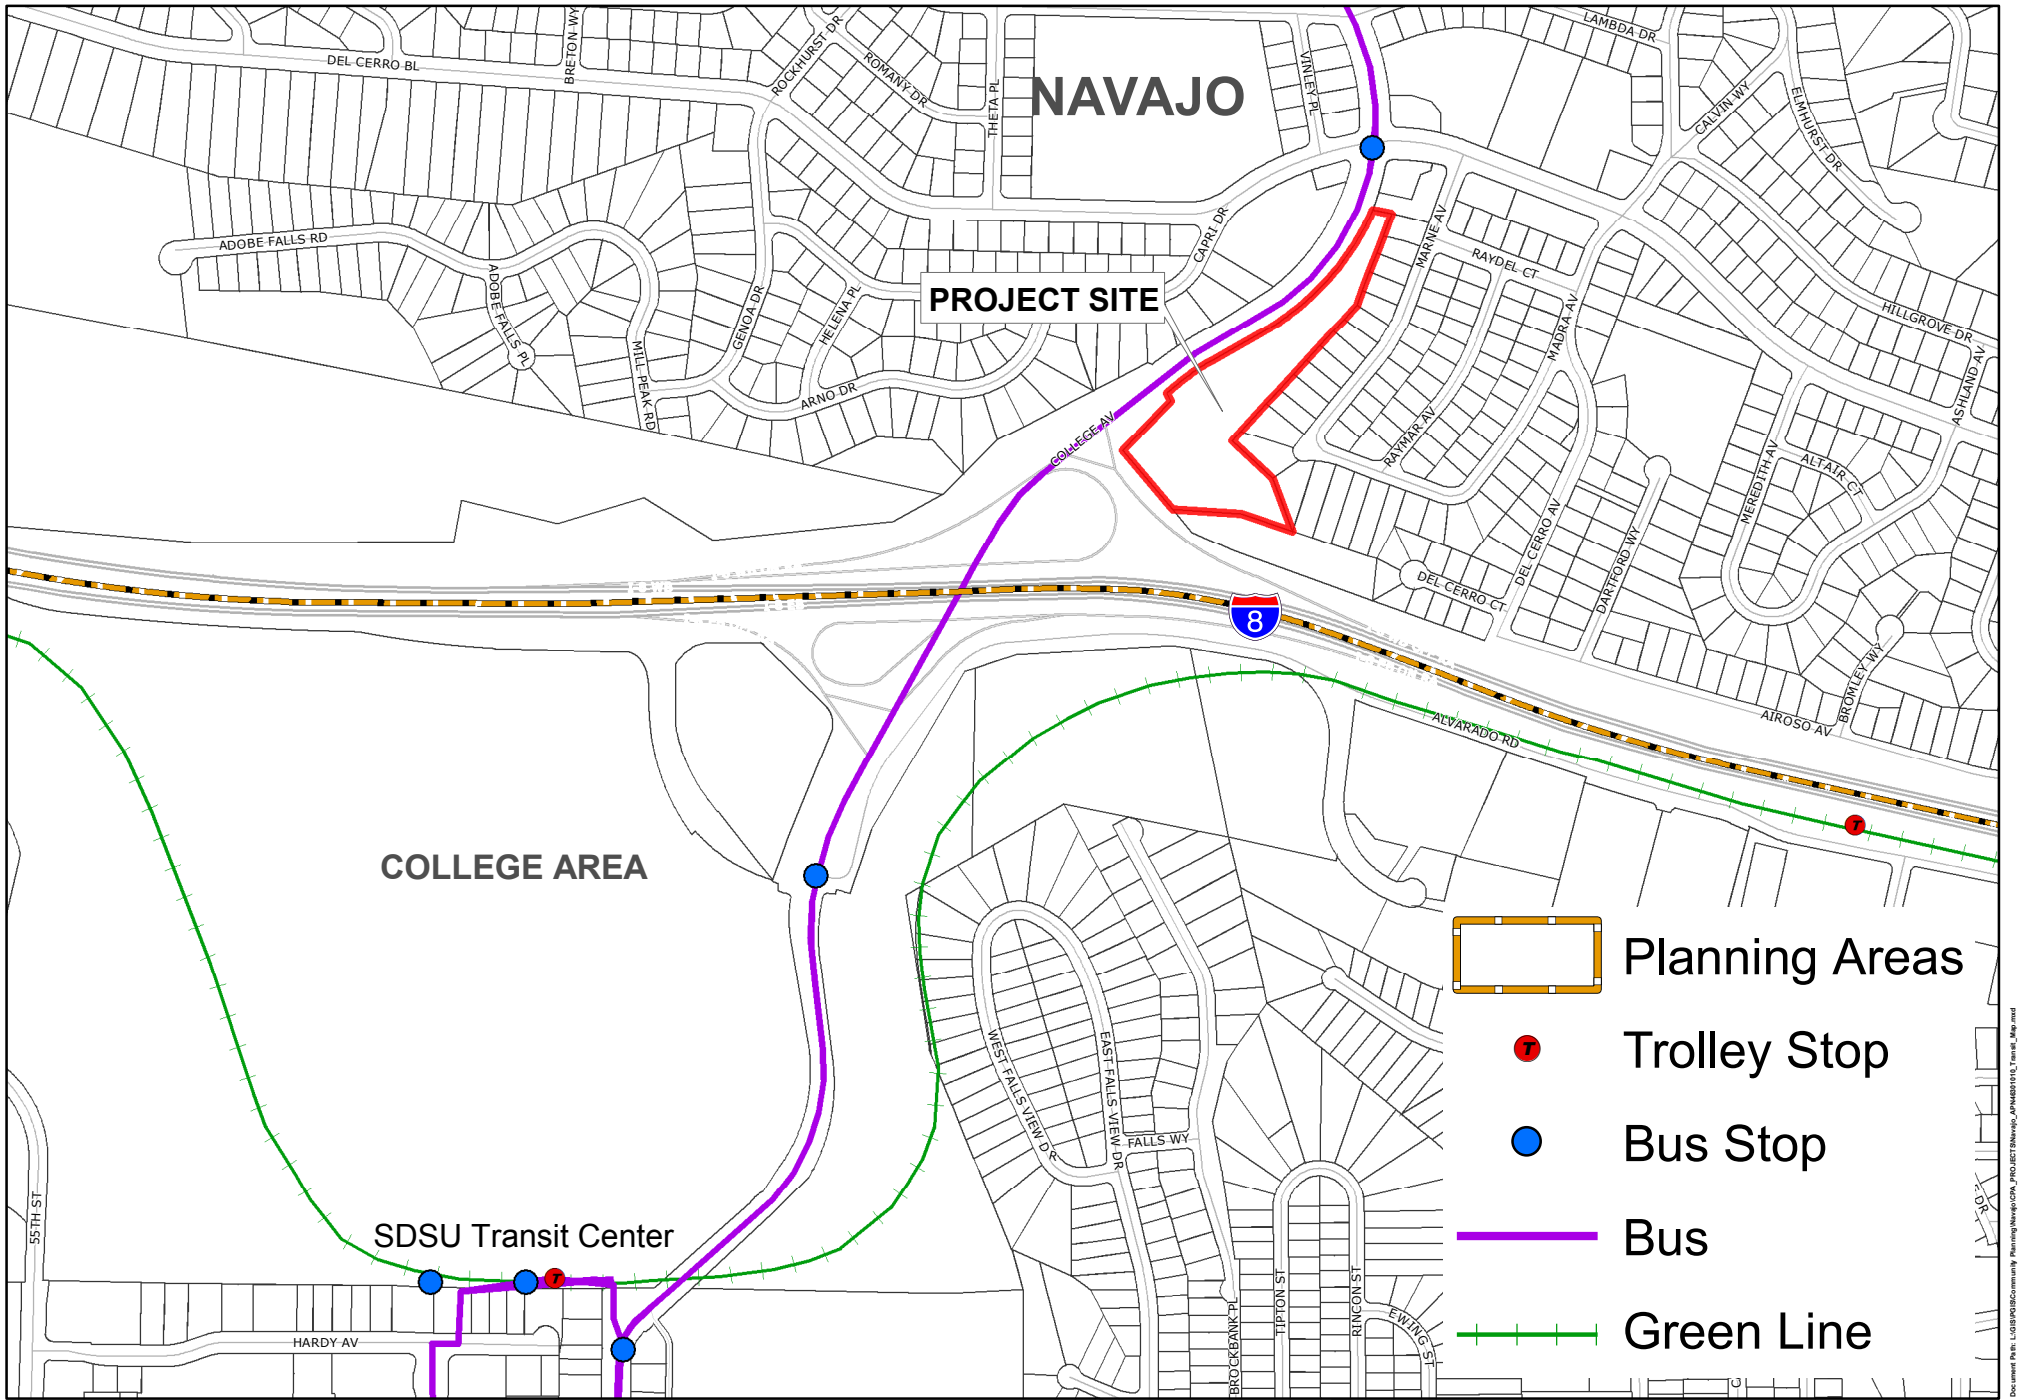 LAMBDA DR
BRETON WY
ROCKHURST DR
DEL CERRO BL
ROMANY DR
THETA PL
NAVAJO
VINLEY PL
CALVIN WY
ELMHURST DR
ADOBE FALLS RD
ADOBE FALLS PL
GENOA DR
HELENA PL
CAPRI DR
MARNE AV
RAYDEL CT
MADRA AV
HILLGROVE DR
PROJECT SITE
MILL PEAK RD
ARNO DR
COLLEGE AV
RAYMAR AV
ASHLAND AV
MEREDITH AV
ALTAIR CT
DEL CERRO AV
DARTFORD WY
DEL CERRO CT
8
BROMLEY WY
AIROSO AV
ALVARADO RD
T
COLLEGE AREA
WEST FALLS VIEW DR
EAST FALLS VIEW DR
FALLS WY
55TH ST
SDSU Transit Center
T
HARDY AV
BROCKBANK PL
TIPTON ST
RINCON ST
EWING ST
DR
Planning Areas
T
Trolley Stop
Bus Stop
Bus
Green Line